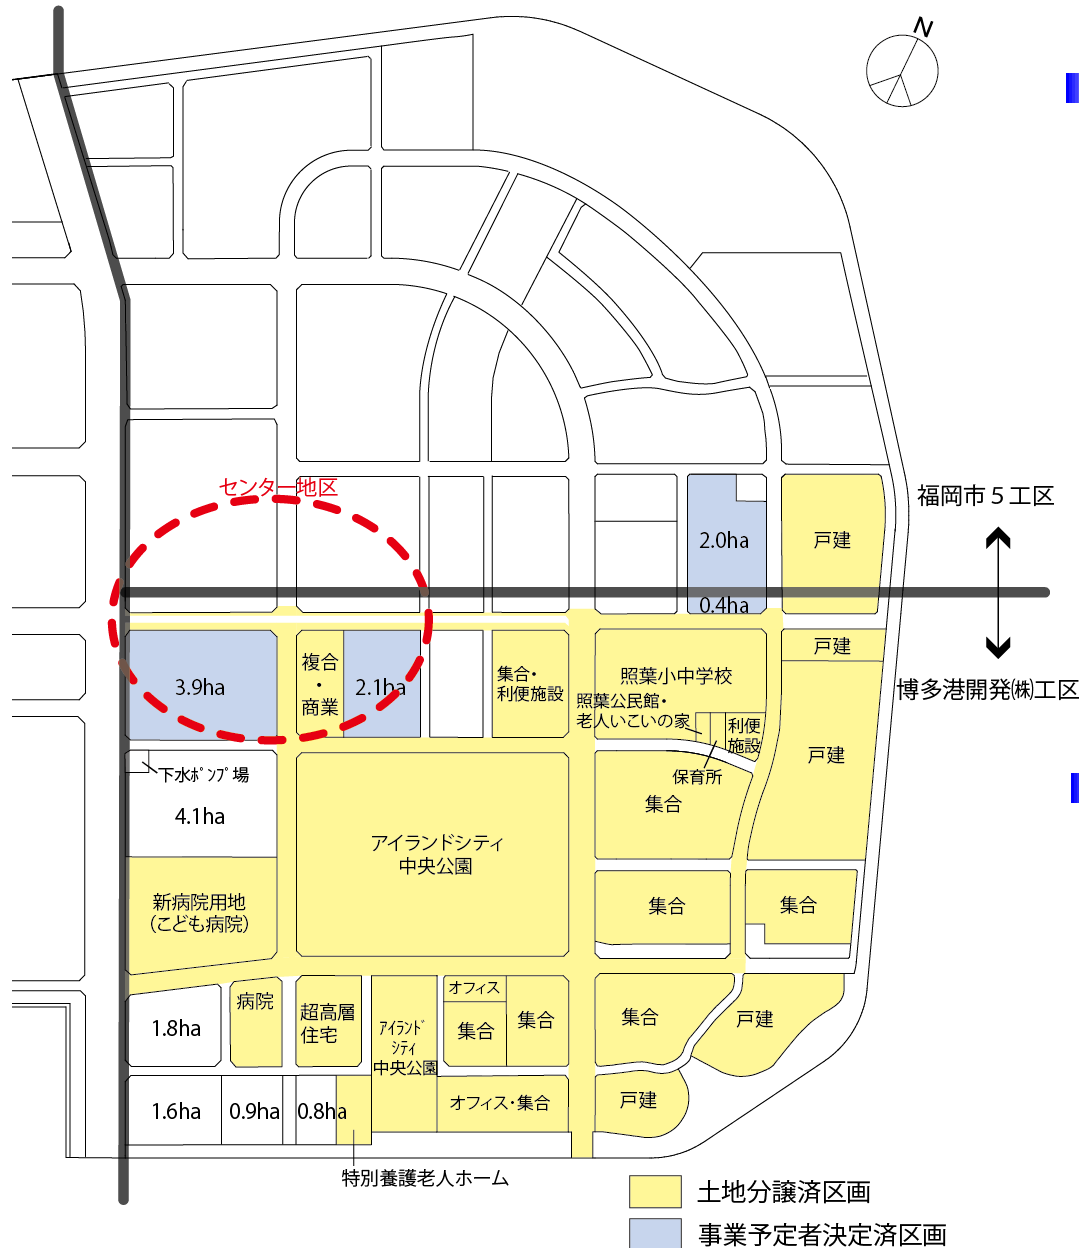 N
センター地区
福岡市５工区
2.0ha
戸建
0.4ha
戸建
博多港開発㈱工区
3.9ha
複合
・
商業
2.1ha
集合・
利便施設
照葉小中学校
照葉公民館・
老人いこいの家
利便
施設
保育所
戸建
下水ﾎﾟﾝﾌﾟ場
4.1ha
集合
アイランドシティ
中央公園
新病院用地
（こども病院）
集合
集合
1.8ha
病院
超高層
住宅
ｱｲﾗﾝﾄﾞ
ｼﾃｨ
中央公園
オフィス
集合
集合
集合
戸建
1.6ha
0.9ha
0.8ha
オフィス・集合
戸建
特別養護老人ホーム
土地分譲済区画
事業予定者決定済区画